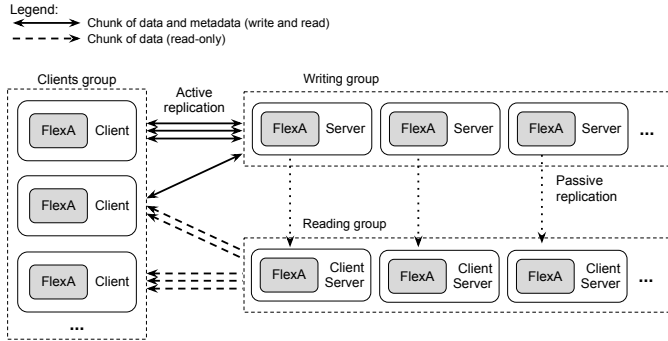 Legend:
Chunk of data and metadata (write and read)
Chunk of data (read-only)
Clients group
Active
replication
Writing group
FlexA Client
FlexA Server
FlexA Server
FlexA Server
...
FlexA Client
Passive
replication
Reading group
FlexA Client
FlexA Client Server
FlexA Client Server
FlexA Client Server
...
...